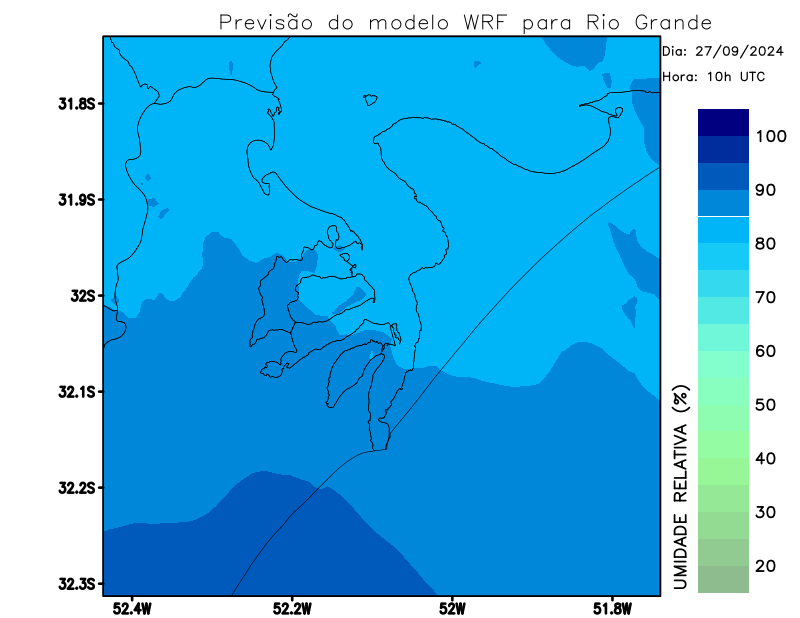 Previsão do modelo WRF para Rio Grande
Dia: 27/09/2024
Hora: 10h UTC
31.8S
31.9S
32S
32.1S
32.2S
32.3S
52.4W
52.2W
52W
51.8W
100
90
80
70
60
50
40
30
20
UMIDADE RELATIVA (%)